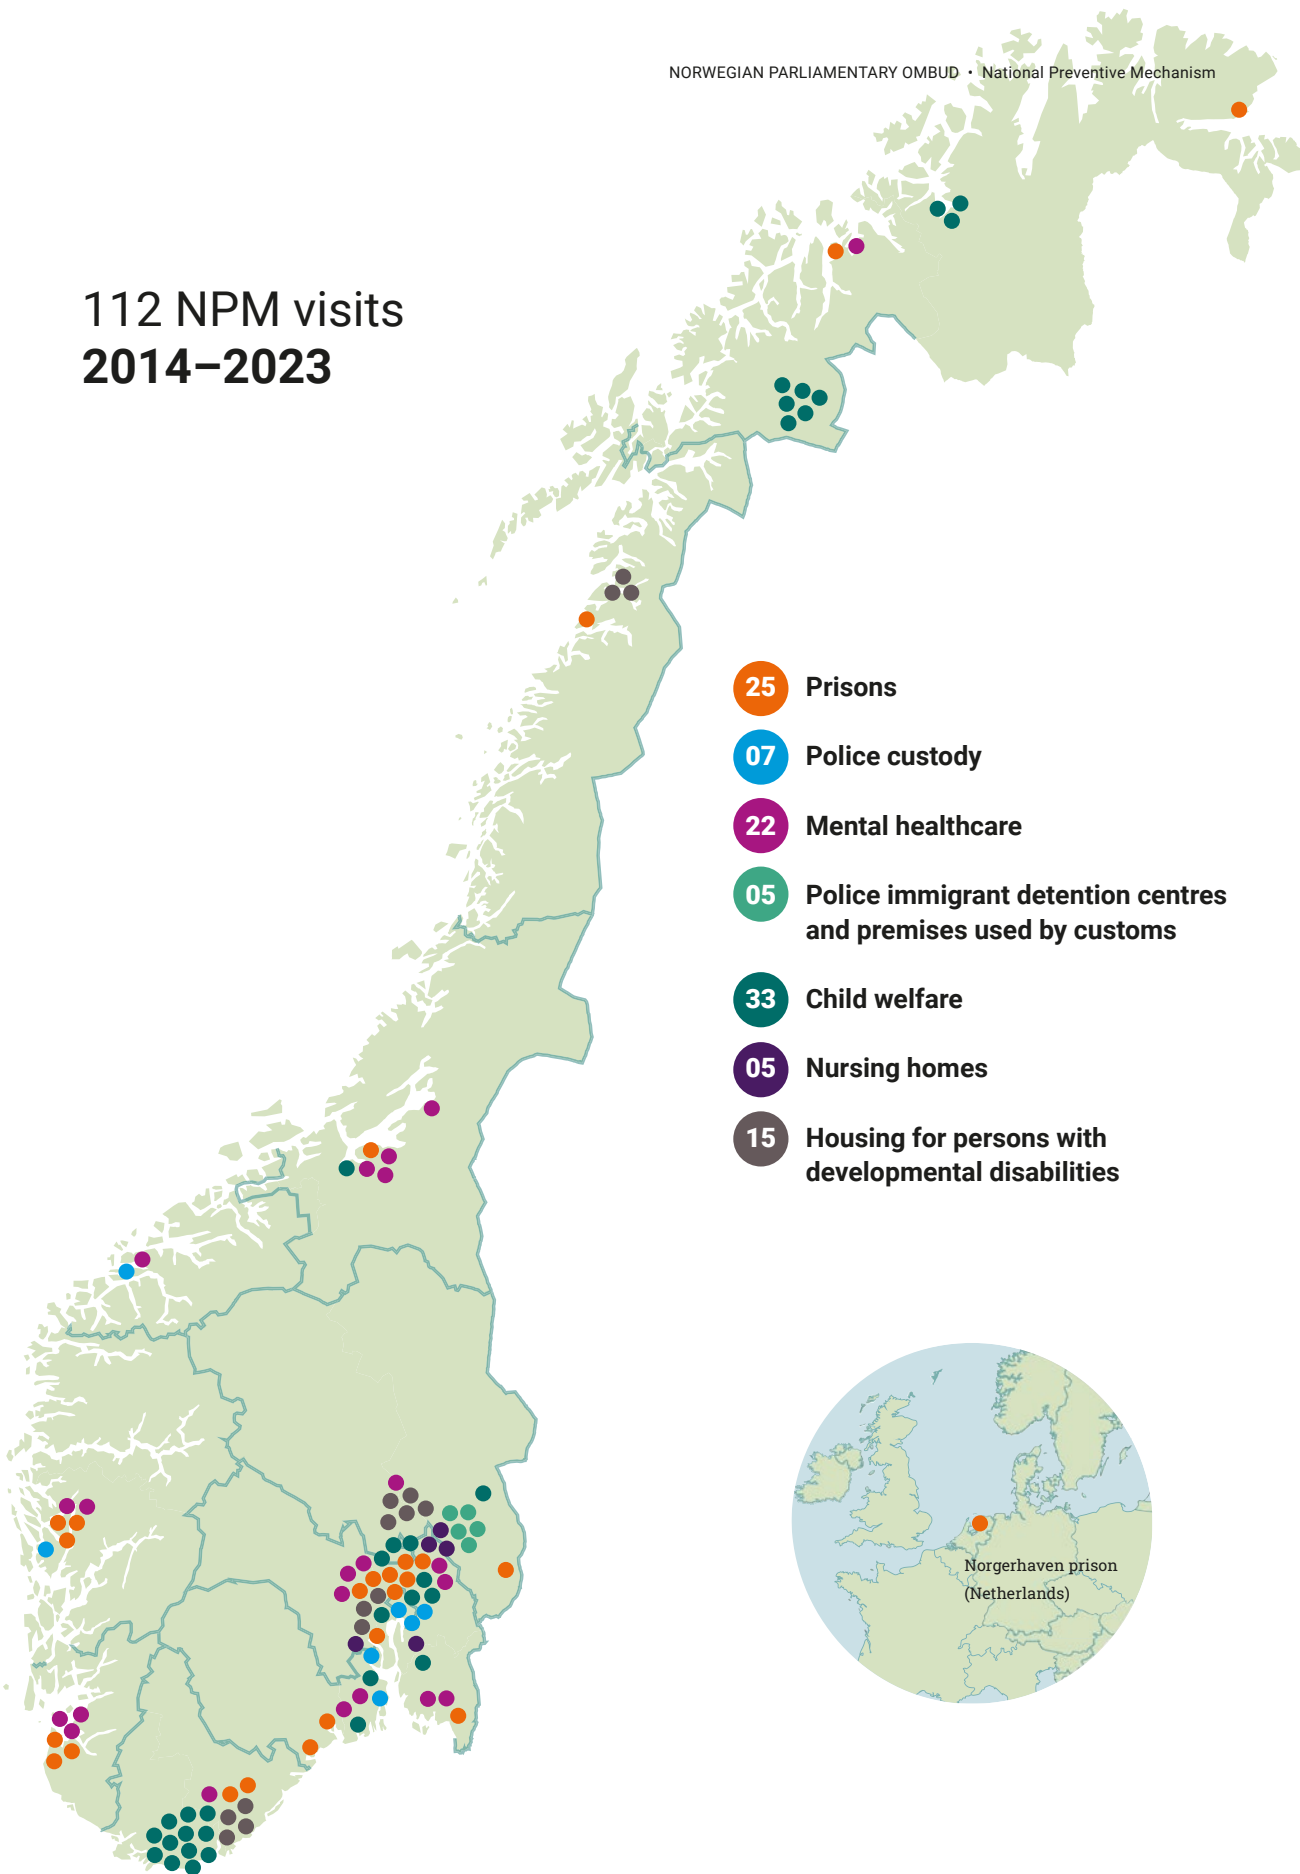 NORWEGIAN PARLIAMENTARY OMBUD • National Preventive Mechanism
112 NPM visits
2014–2023
25 Prisons
07 Police custody
22 Mental healthcare
05 Police immigrant detention centres
and premises used by customs
33 Child welfare
05 Nursing homes
15 Housing for persons with
developmental disabilities
Norgerhaven prison
(Netherlands)